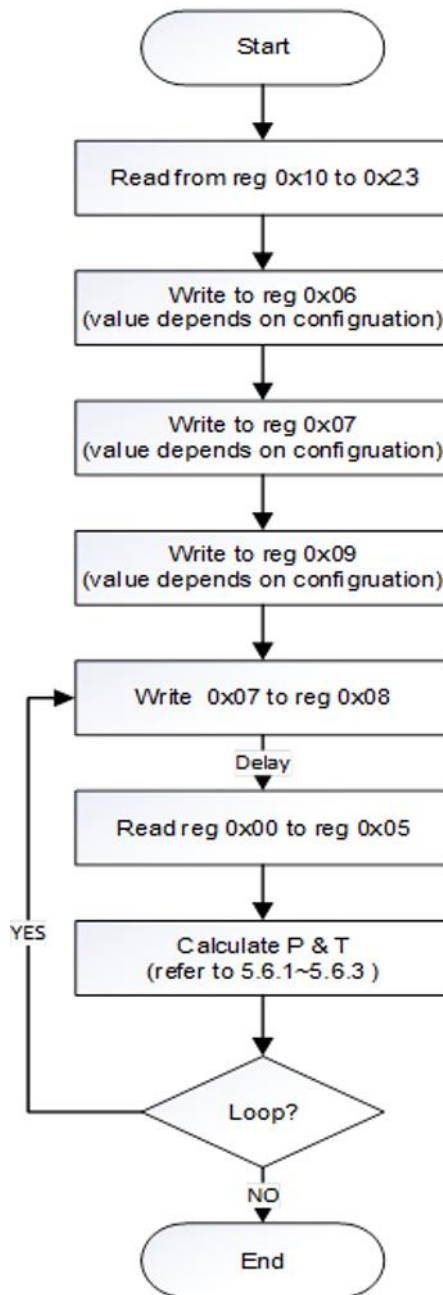 Start
Read from reg 0x10 to 0x23
Write to reg 0x06
(value depends on configruation)
Write to reg 0x07
(value depends on configruation)
Write to reg 0x09
(value depends on configruation)
Write 0x07 to reg 0x08
Delay
Read reg 0x00 to reg 0x05
YES
Calculate P & T
(refer to 5.6.1~5.6.3 )
Loop?
NO
End